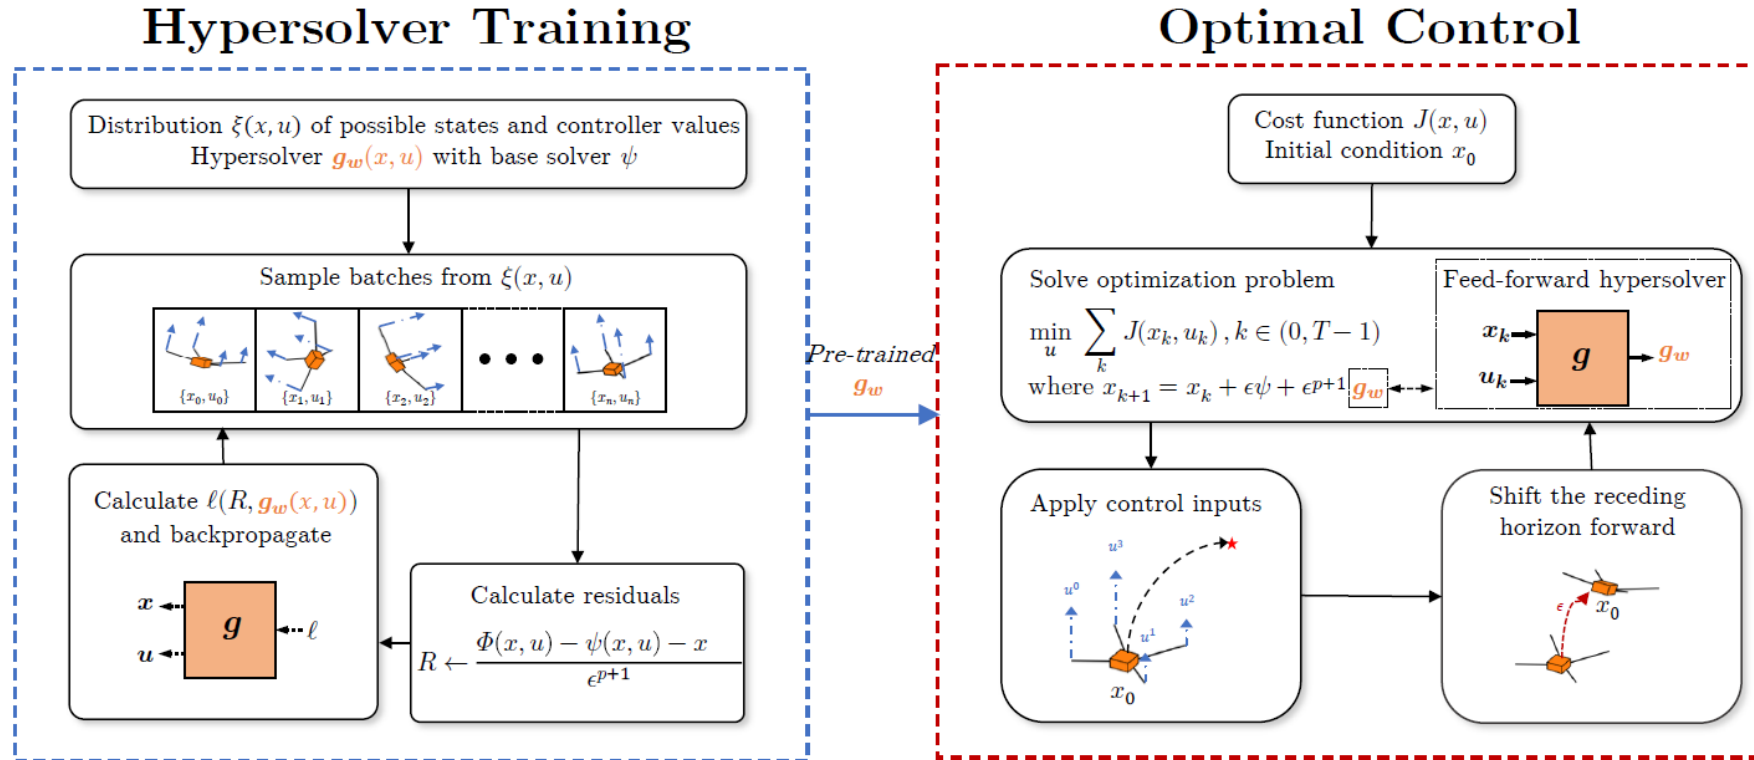 Hypersolver Training
Distribution ξ(x, u) of possible states and controller values
Hypersolver g_w(x, u) with base solver ψ
Sample batches from ξ(x, u)
{x_0, u_0} {x_1, u_1} {x_2, u_2} {x_n, u_n}
Calculate ℓ(R, g_w(x, u))
and backpropagate
x
u
g
ℓ
Calculate residuals
R ← (Φ(x, u) − ψ(x, u) − x) / ϵ^{p+1}
Pre-trained
g_w
Optimal Control
Cost function J(x, u)
Initial condition x_0
Solve optimization problem
min_u ∑_k J(x_k, u_k) , k ∈ (0, T − 1)
where x_{k+1} = x_k + ϵψ + ϵ^{p+1} g_w
Feed-forward hypersolver
x_k
u_k
g
g_w
Apply control inputs
u^3
u^0
u^2
u^1
x_0
Shift the receding
horizon forward
ϵ
x_0